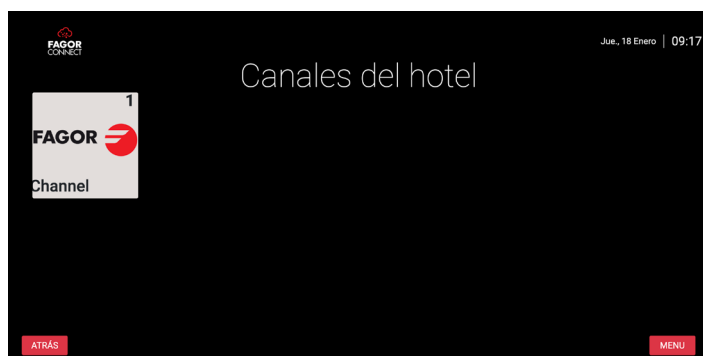 FAGOR
CONNECT
Jue., 18 Enero | 09:17
Canales del hotel
1
FAGOR
Channel
ATRÁS
MENU